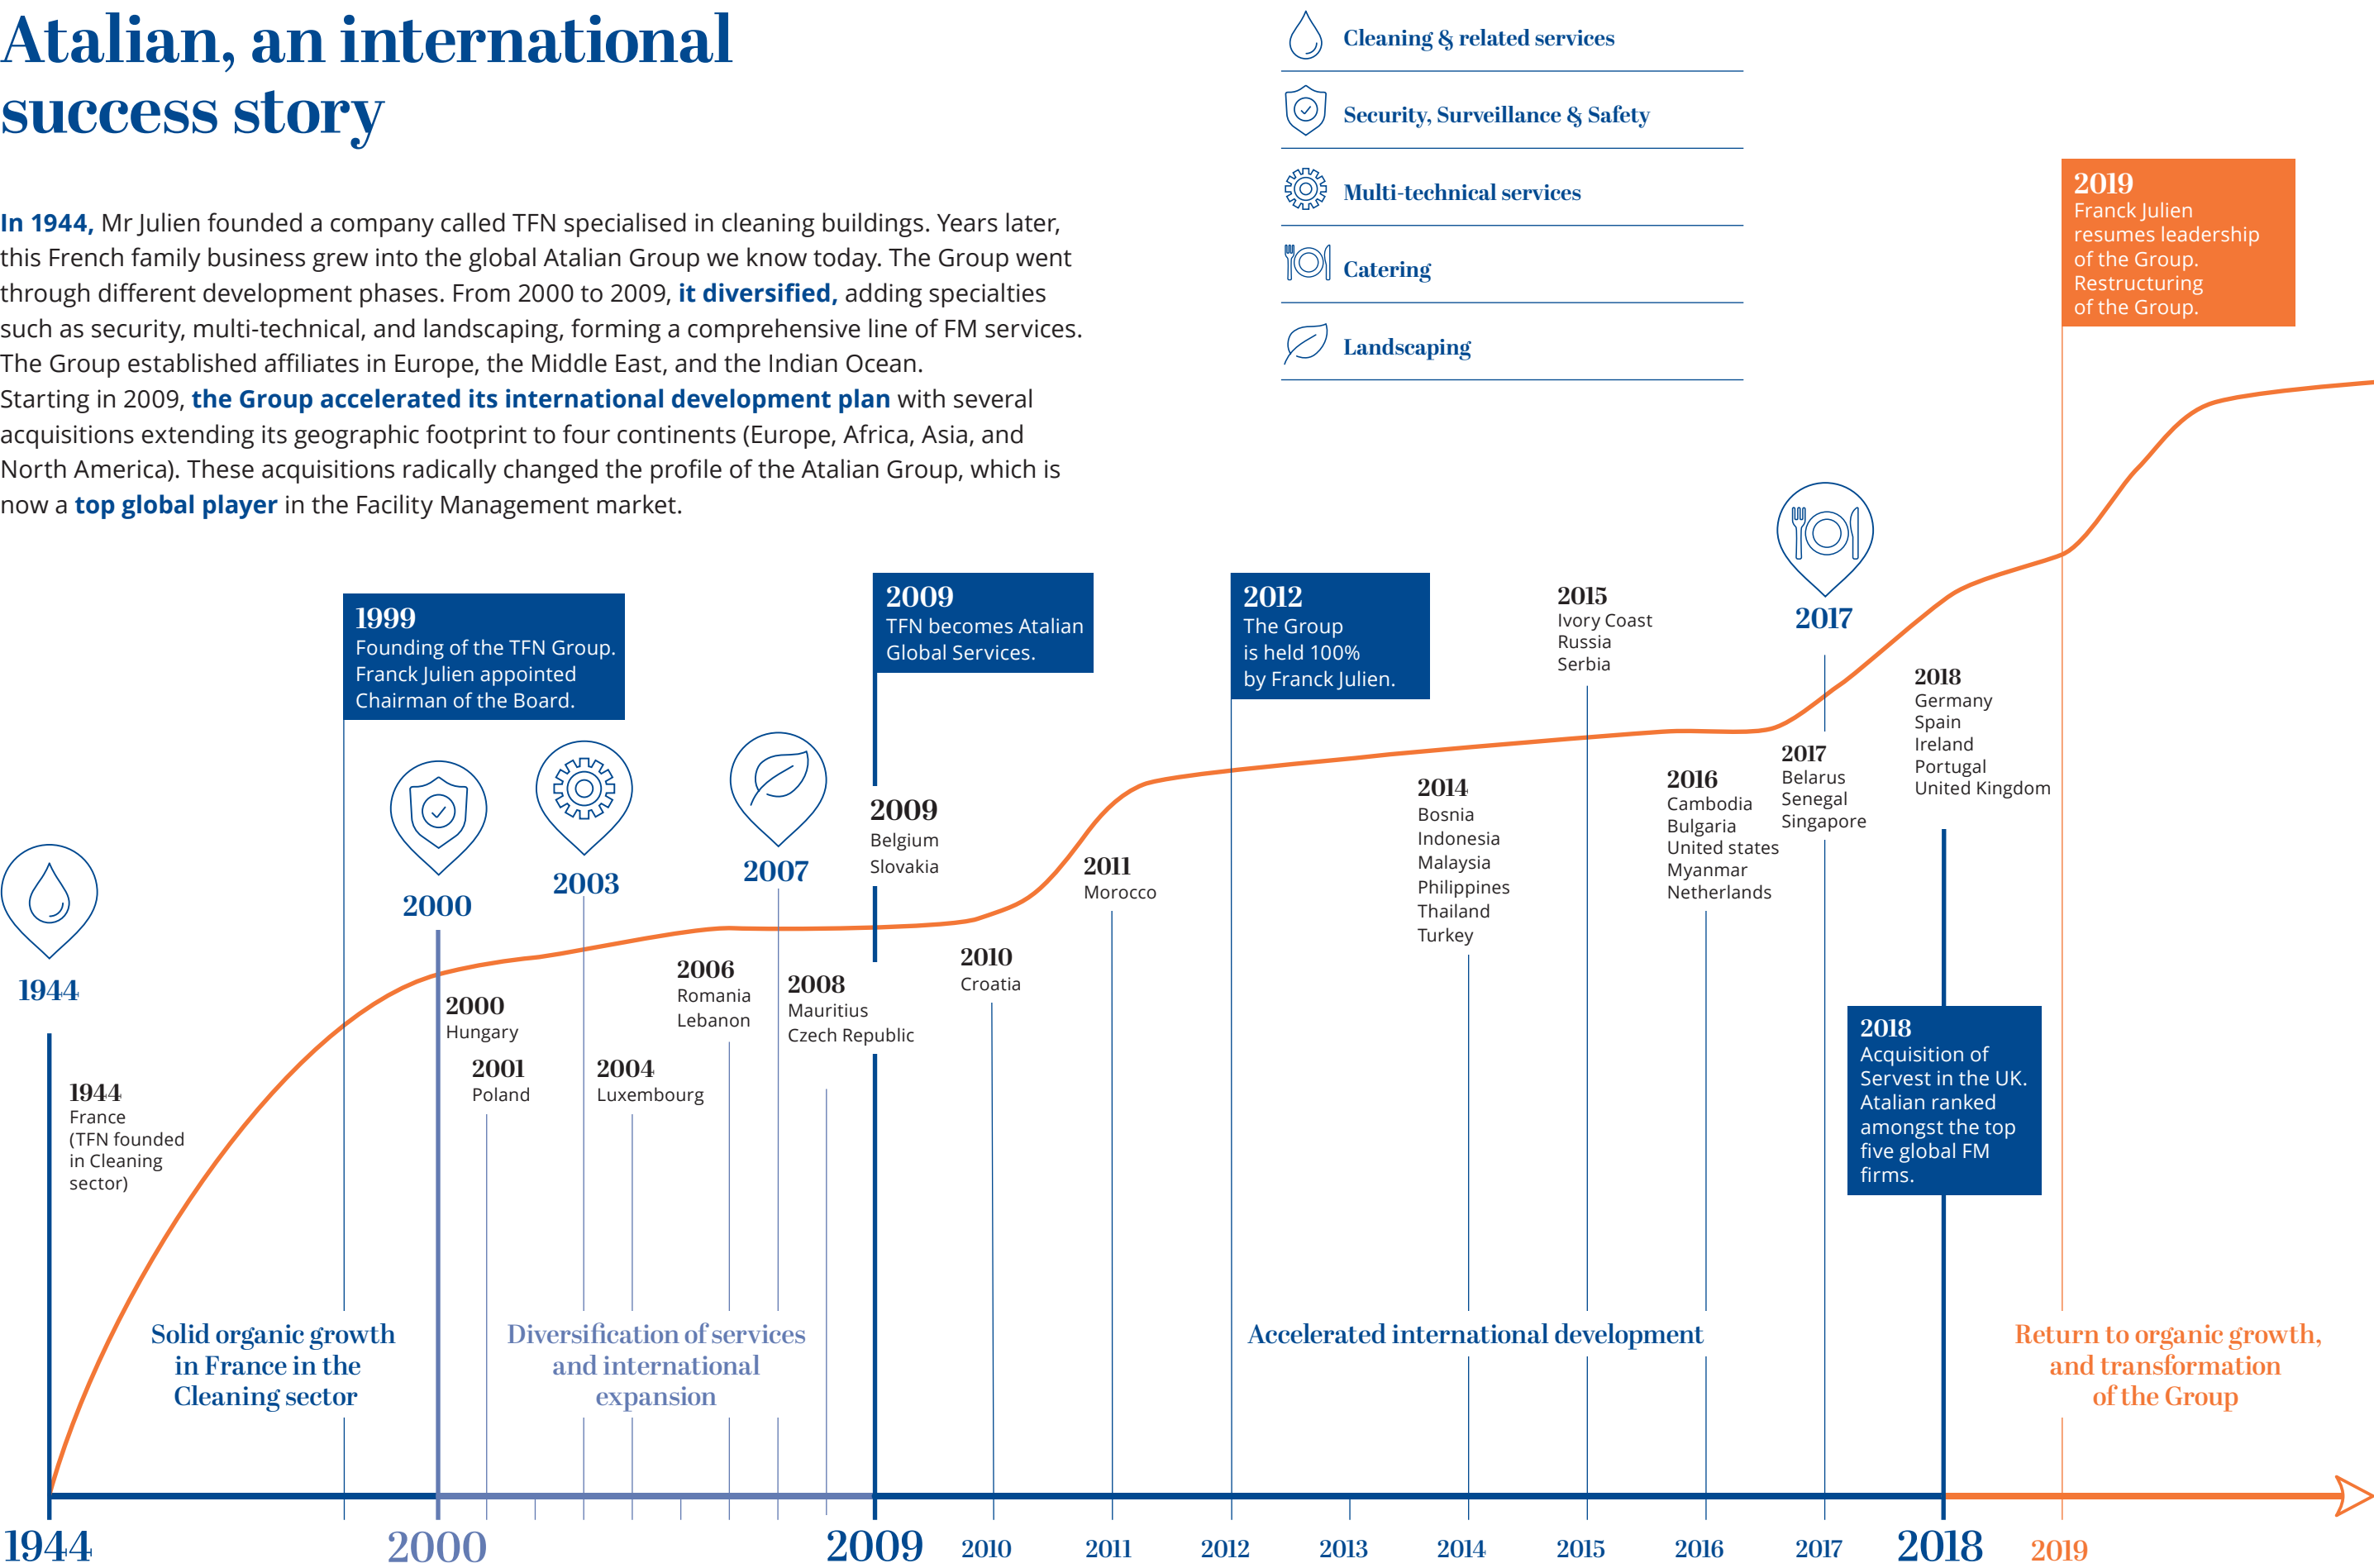 Atalian, an international
success story
In 1944, Mr Julien founded a company called TFN specialised in cleaning buildings. Years later,
this French family business grew into the global Atalian Group we know today. The Group went
through different development phases. From 2000 to 2009, it diversified, adding specialties
such as security, multi-technical, and landscaping, forming a comprehensive line of FM services.
The Group established affiliates in Europe, the Middle East, and the Indian Ocean.
Starting in 2009, the Group accelerated its international development plan with several
acquisitions extending its geographic footprint to four continents (Europe, Africa, Asia, and
North America). These acquisitions radically changed the profile of the Atalian Group, which is
now a top global player in the Facility Management market.
Cleaning & related services
Security, Surveillance & Safety
Multi-technical services
Catering
Landscaping
1944
1944
France
(TFN founded
in Cleaning
sector)
1999
Founding of the TFN Group.
Franck Julien appointed
Chairman of the Board.
2000
2000
Hungary
2001
Poland
2003
2004
Luxembourg
2006
Romania
Lebanon
2007
2008
Mauritius
Czech Republic
2009
TFN becomes Atalian
Global Services.
2009
Belgium
Slovakia
2010
Croatia
2011
Morocco
2012
The Group
is held 100%
by Franck Julien.
2014
Bosnia
Indonesia
Malaysia
Philippines
Thailand
Turkey
2015
Ivory Coast
Russia
Serbia
2016
Cambodia
Bulgaria
United states
Myanmar
Netherlands
2017
2017
Belarus
Senegal
Singapore
2018
Germany
Spain
Ireland
Portugal
United Kingdom
2018
Acquisition of
Servest in the UK.
Atalian ranked
amongst the top
five global FM
firms.
2019
Franck Julien
resumes leadership
of the Group.
Restructuring
of the Group.
Solid organic growth
in France in the
Cleaning sector
Diversification of services
and international
expansion
Accelerated international development
Return to organic growth,
and transformation
of the Group
1944
2000
2009
2010
2011
2012
2013
2014
2015
2016
2017
2018
2019